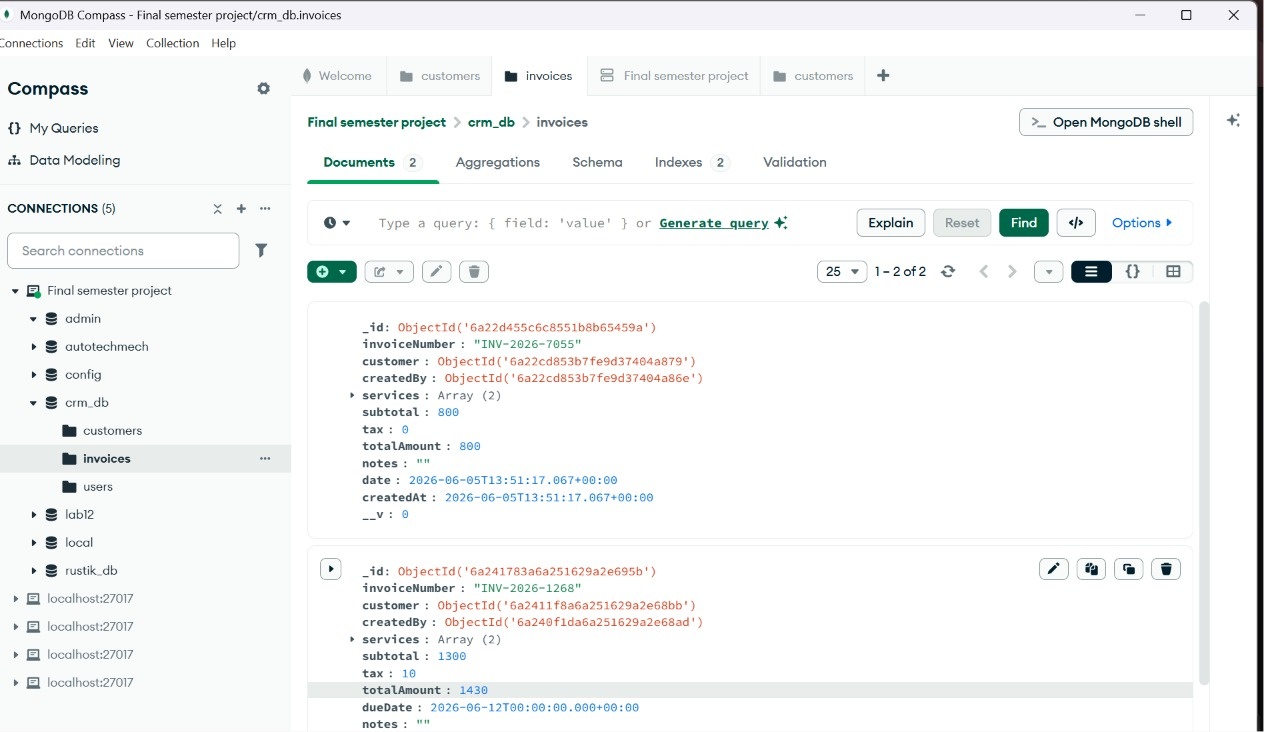 MongoDB Compass - Final semester project/crm_db.invoices
Connections Edit View Collection Help
Compass
My Queries
Data Modeling
CONNECTIONS (5)
Search connections
Final semester project
admin
autotechmech
config
crm_db
customers
invoices
users
lab12
local
rustik_db
localhost:27017
localhost:27017
localhost:27017
localhost:27017
Welcome customers invoices Final semester project customers
Final semester project > crm_db > invoices
>_ Open MongoDB shell
Documents 2 Aggregations Schema Indexes 2 Validation
Type a query: { field: 'value' } or Generate query
Explain Reset Find </> Options
25 1 – 2 of 2 {}
_id: ObjectId('6a22d455c6c8551b8b65459a')
invoiceNumber : "INV-2026-7055"
customer : ObjectId('6a22cd853b7fe9d37404a879')
createdBy : ObjectId('6a22cd853b7fe9d37404a86e')
services : Array (2)
subtotal : 800
tax : 0
totalAmount : 800
notes : ""
date : 2026-06-05T13:51:17.067+00:00
createdAt : 2026-06-05T13:51:17.067+00:00
__v : 0
_id: ObjectId('6a241783a6a251629a2e695b')
invoiceNumber : "INV-2026-1268"
customer : ObjectId('6a2411f8a6a251629a2e68bb')
createdBy : ObjectId('6a240f1da6a251629a2e68ad')
services : Array (2)
subtotal : 1300
tax : 10
totalAmount : 1430
dueDate : 2026-06-12T00:00:00.000+00:00
notes : ""